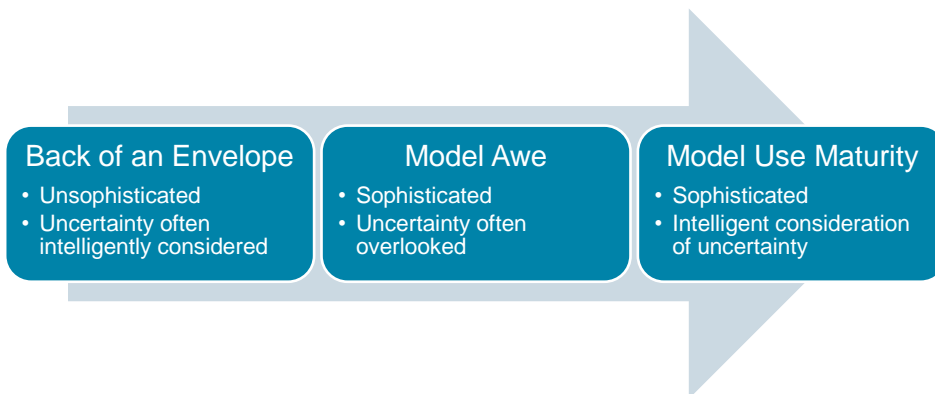 Back of an Envelope
• Unsophisticated
• Uncertainty often
intelligently considered
Model Awe
• Sophisticated
• Uncertainty often
overlooked
Model Use Maturity
• Sophisticated
• Intelligent consideration
of uncertainty